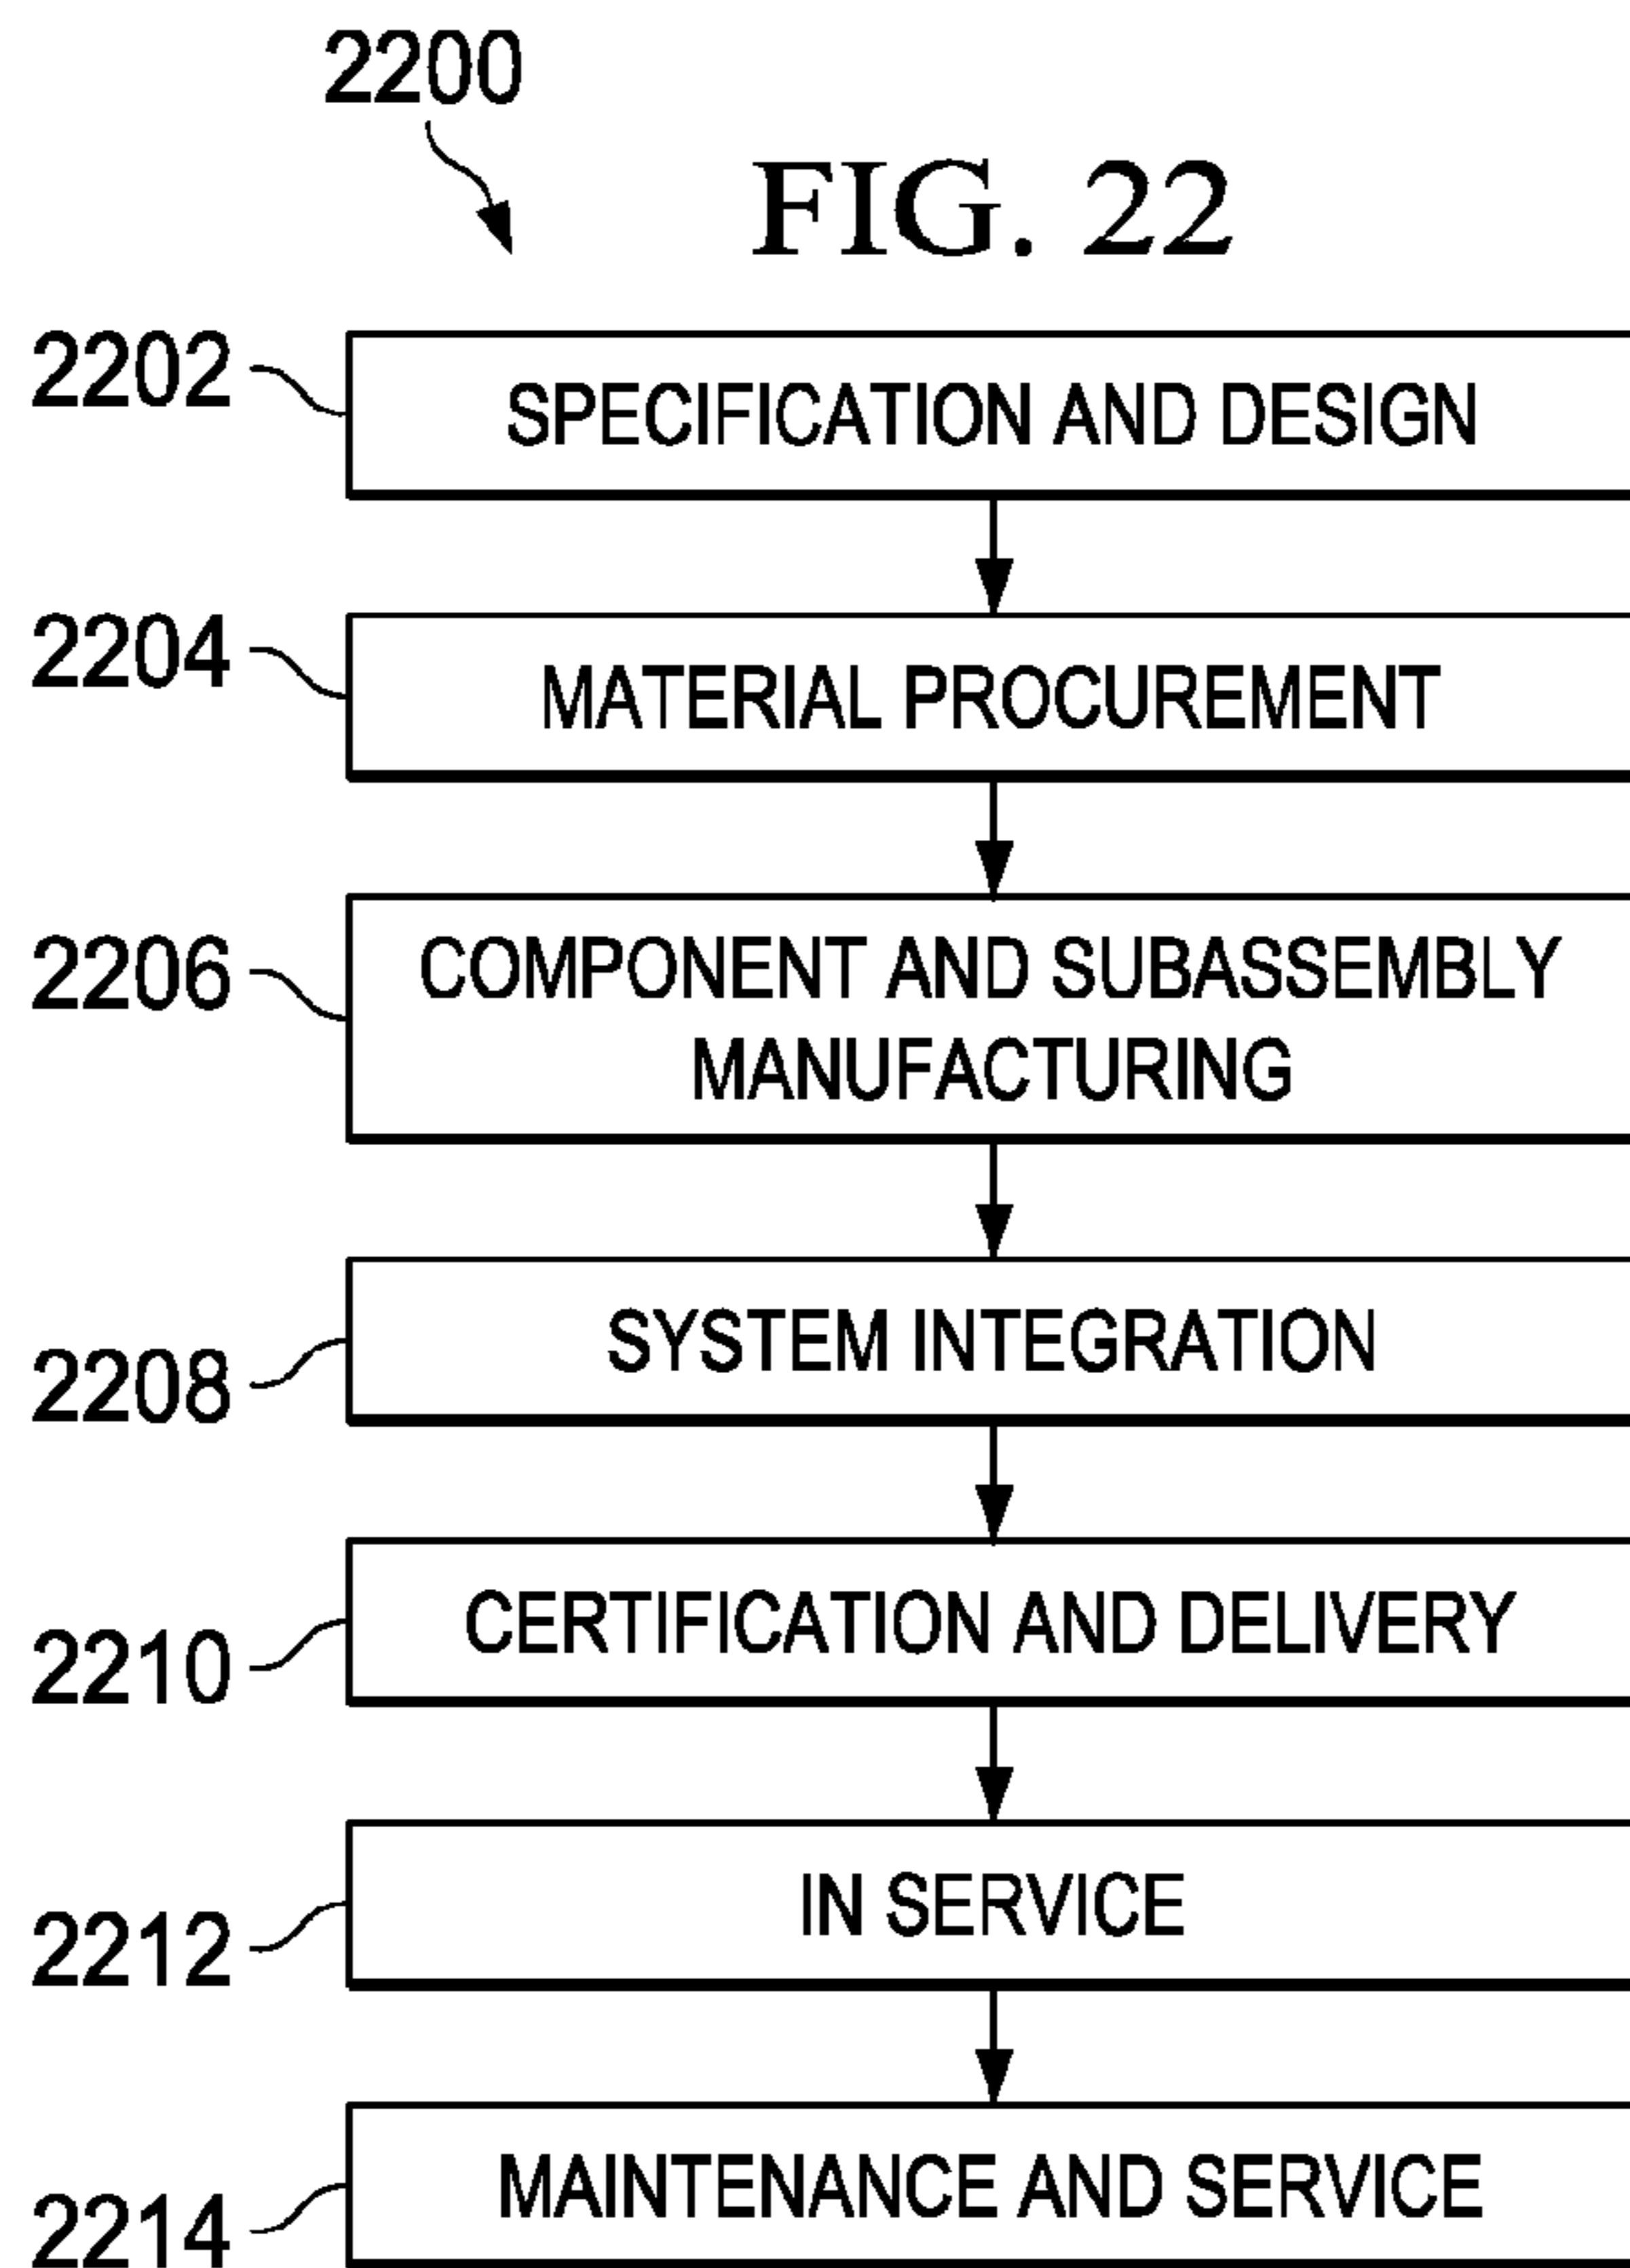 2200
FIG. 22
2202
SPECIFICATION AND DESIGN
2204
MATERIAL PROCUREMENT
2206
COMPONENT AND SUBASSEMBLY
MANUFACTURING
2208
SYSTEM INTEGRATION
2210
CERTIFICATION AND DELIVERY
2212
IN SERVICE
2214
MAINTENANCE AND SERVICE